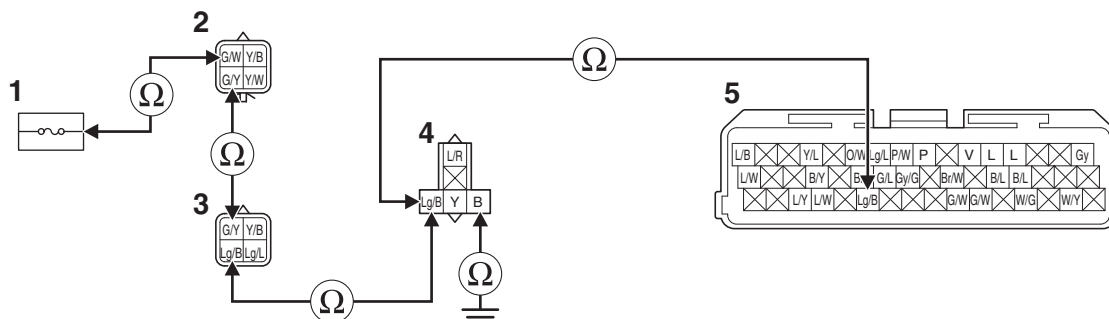 1
Ω
2
G/W Y/B
G/Y Y/W
Ω
3
G/Y Y/B
Lg/B Lg/L
Ω
4
L/R
Lg/B Y B
Ω
Ω
5
L/B Y/L O/W Lg/L P/W P V L L Gy
L/W B/Y G/L Gy/G Br/W B/L B/L
L/Y L/W Lg/B G/W G/W W/G W/Y